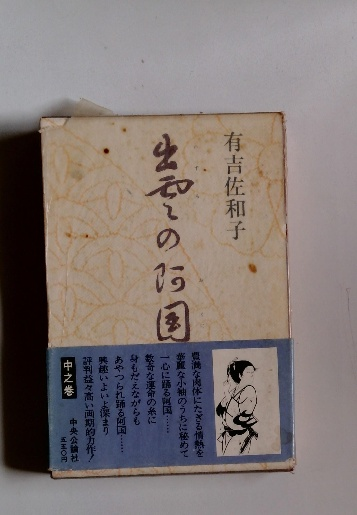 有吉佐和子
出雲の阿国
豊満な肉体にたぎる情熱を
華麗な小袖のうちに秘めて
一心に踊る阿国……
数奇な運命の糸に
身もだえながらも
あやつられ踊る阿国……
興趣いよいよ深まり
評判益々高い画期的力作!
中央公論社
五五〇円
中之巻